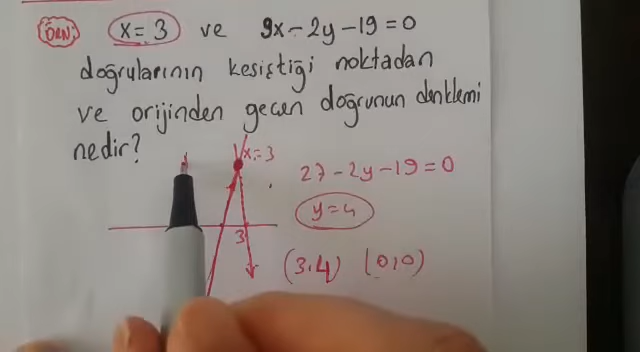 ÖRN: x = 3 ve 9x - 2y - 19 = 0
doğrularının kesiştiği noktadan
ve orijinden geçen doğrunun denklemi
nedir?
x = 3
27 - 2y - 19 = 0
y = 4
3
(3,4) (0,0)